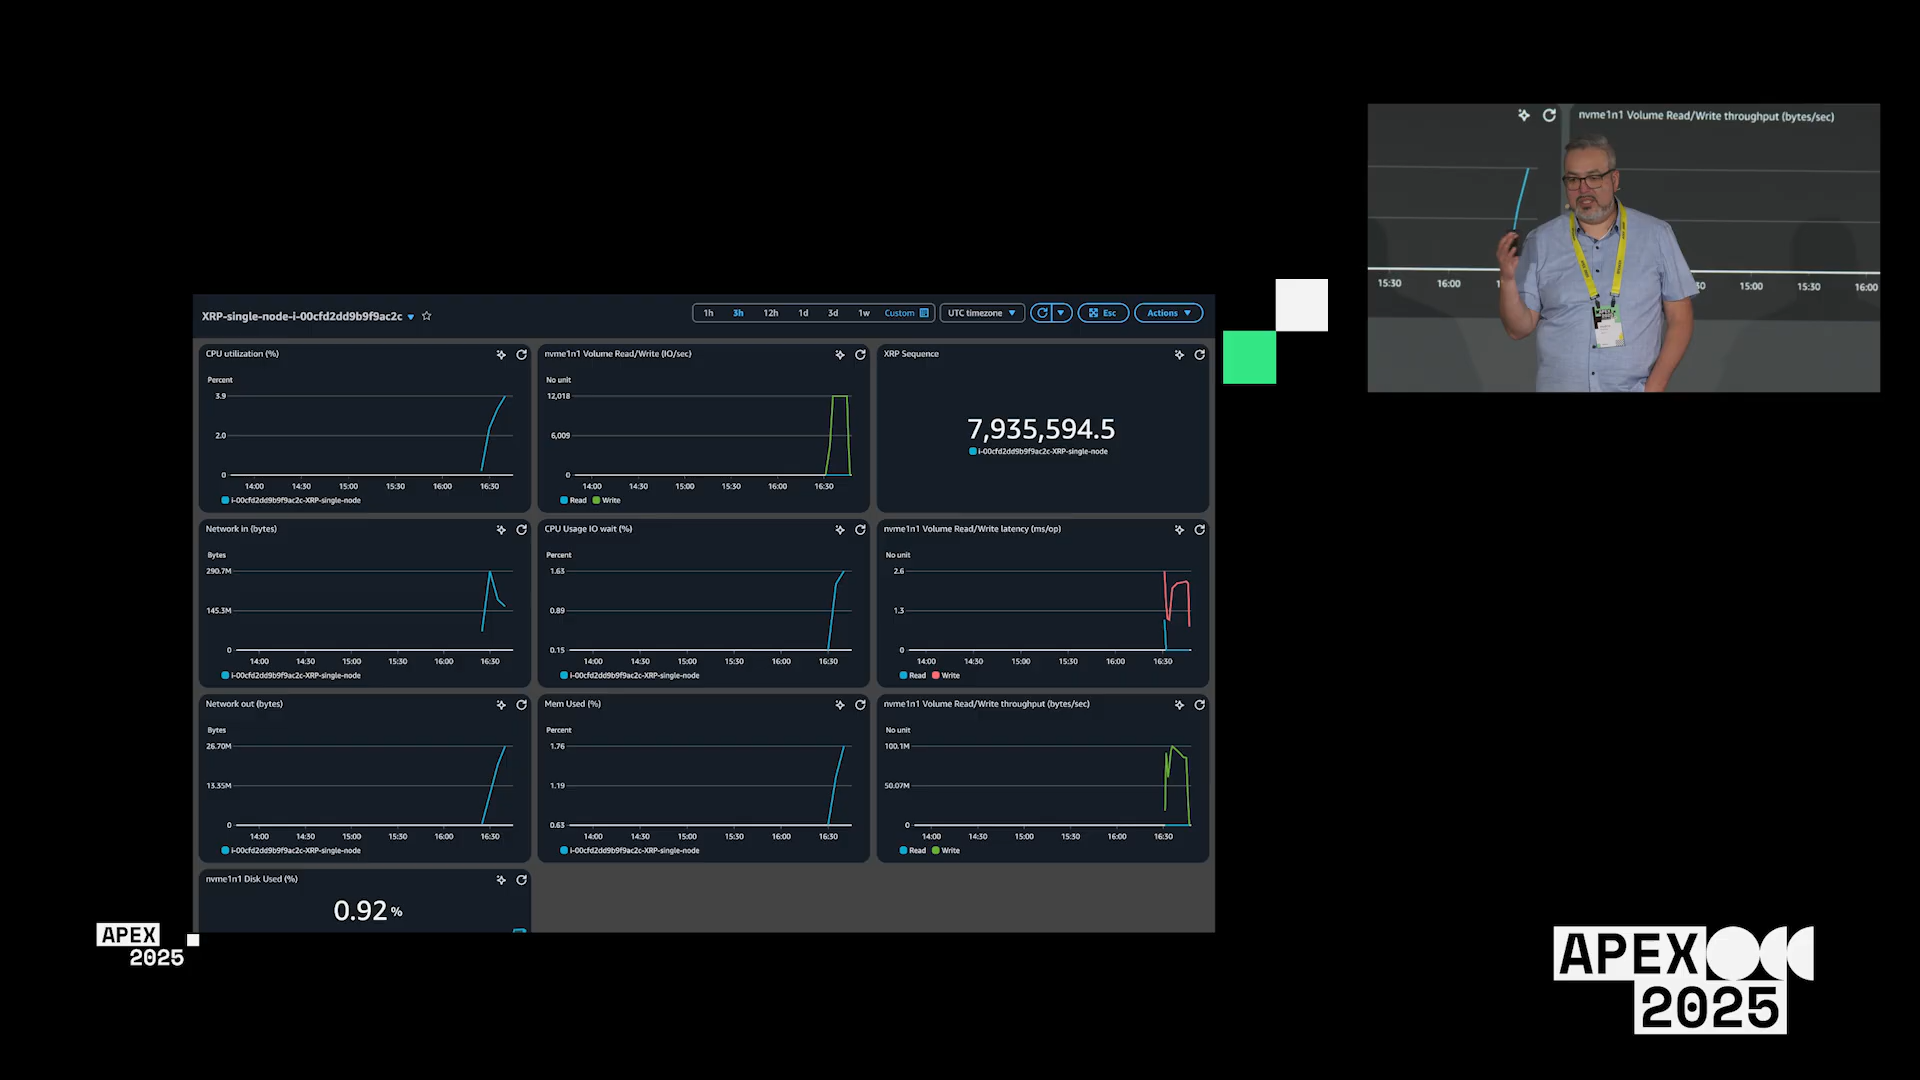 nvme1n1 Volume Read/Write throughput (bytes/sec)
15:30 16:00 15:00 15:30 16:00
XRP-single-node-i-00cfd2dd9b9f9ac2c
1h 3h 12h 1d 3d 1w Custom UTC timezone Esc Actions
CPU utilization (%)
Percent
3.9
2.0
0
14:00 14:30 15:00 15:30 16:00 16:30
i-00cfd2dd9b9f9ac2c-XRP-single-node
nvme1n1 Volume Read/Write (IO/sec)
No unit
12,018
6,009
0
14:00 14:30 15:00 15:30 16:00 16:30
Read Write
XRP Sequence
7,935,594.5
i-00cfd2dd9b9f9ac2c-XRP-single-node
Network in (bytes)
Bytes
290.7M
145.3M
0
14:00 14:30 15:00 15:30 16:00 16:30
i-00cfd2dd9b9f9ac2c-XRP-single-node
CPU Usage IO wait (%)
Percent
1.63
0.89
0.15
14:00 14:30 15:00 15:30 16:00 16:30
i-00cfd2dd9b9f9ac2c-XRP-single-node
nvme1n1 Volume Read/Write latency (ms/op)
No unit
2.6
1.3
0
14:00 14:30 15:00 15:30 16:00 16:30
Read Write
Network out (bytes)
Bytes
26.70M
13.35M
0
14:00 14:30 15:00 15:30 16:00 16:30
i-00cfd2dd9b9f9ac2c-XRP-single-node
Mem Used (%)
Percent
1.76
1.19
0.63
14:00 14:30 15:00 15:30 16:00 16:30
i-00cfd2dd9b9f9ac2c-XRP-single-node
nvme1n1 Volume Read/Write throughput (bytes/sec)
No unit
100.1M
50.07M
0
14:00 14:30 15:00 15:30 16:00 16:30
Read Write
nvme1n1 Disk Used (%)
0.92 %
APEX
2025
APEX
2025